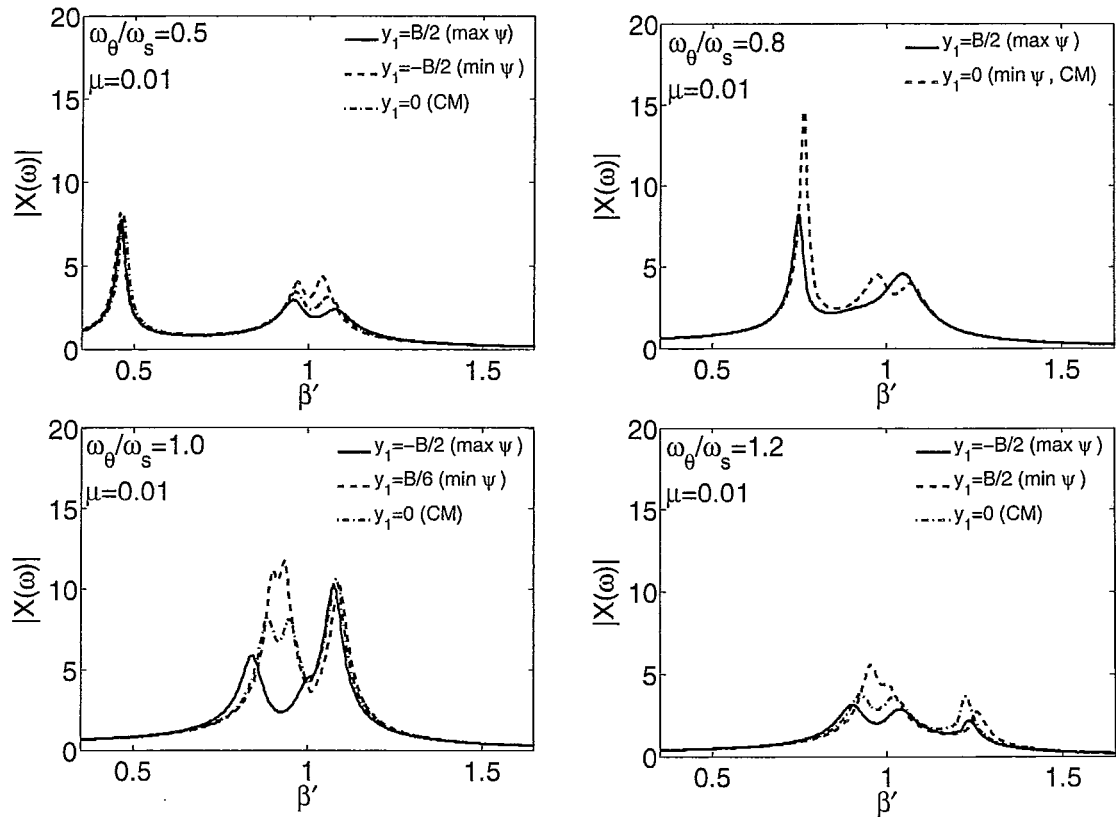 20
15
10
5
0
|X(ω)|
ω_θ/ω_s=0.5
μ=0.01
y_1=B/2 (max ψ)
y_1=−B/2 (min ψ)
y_1=0 (CM)
0.5
1
1.5
β′
20
15
10
5
0
|X(ω)|
ω_θ/ω_s=0.8
μ=0.01
y_1=B/2 (max ψ)
y_1=0 (min ψ, CM)
0.5
1
1.5
β′
20
15
10
5
0
|X(ω)|
ω_θ/ω_s=1.0
μ=0.01
y_1=−B/2 (max ψ)
y_1=B/6 (min ψ)
y_1=0 (CM)
0.5
1
1.5
β′
20
15
10
5
0
|X(ω)|
ω_θ/ω_s=1.2
μ=0.01
y_1=−B/2 (max ψ)
y_1=B/2 (min ψ)
y_1=0 (CM)
0.5
1
1.5
β′